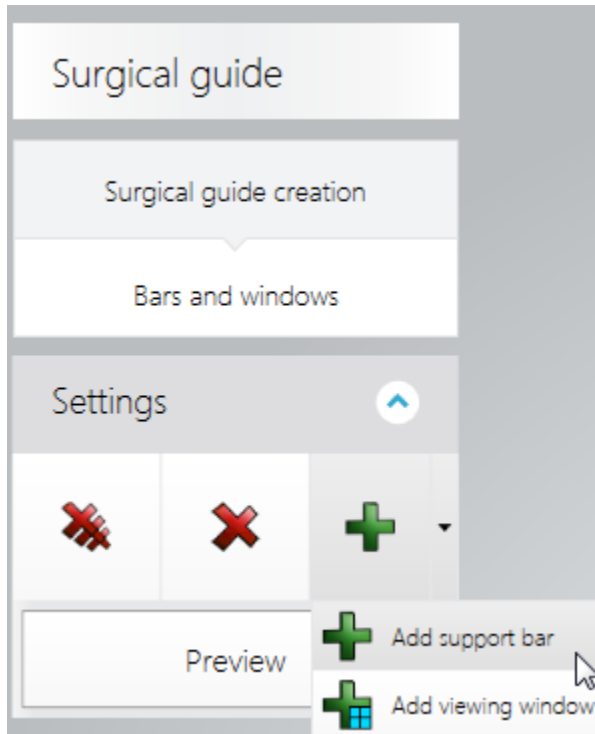 Surgical guide
Surgical guide creation
Bars and windows
Settings
Preview
Add support bar
Add viewing window